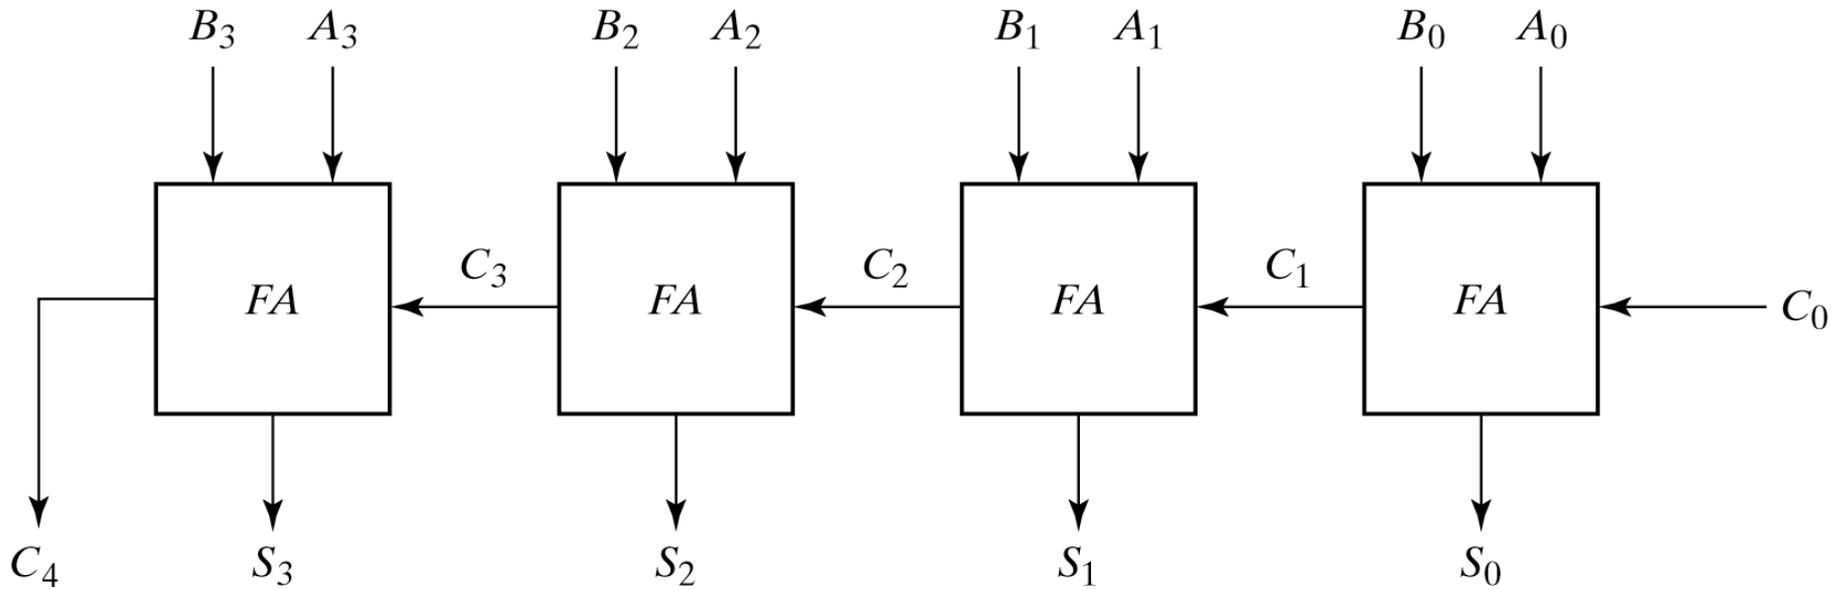 B₃ A₃ B₂ A₂ B₁ A₁ B₀ A₀
C₃ C₂ C₁
FA FA FA FA C₀
C₄ S₃ S₂ S₁ S₀